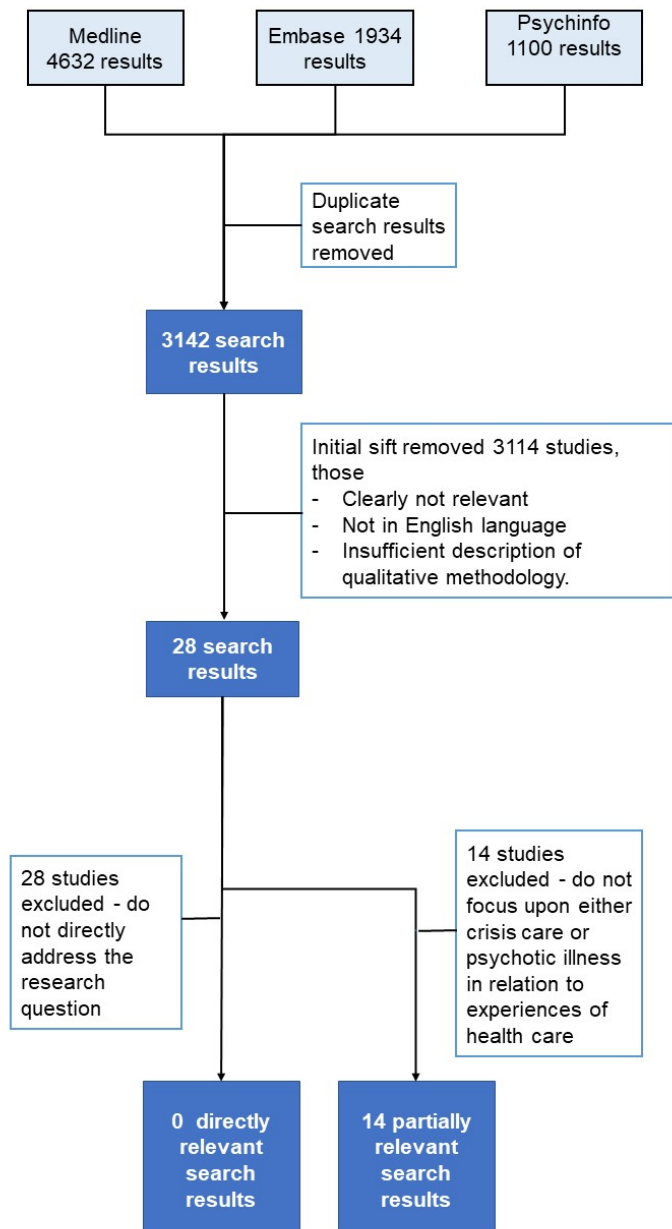 Medline
4632 results
Embase 1934
results
Psychinfo
1100 results
Duplicate
search results
removed
3142 search
results
Initial sift removed 3114 studies,
those
- Clearly not relevant
- Not in English language
- Insufficient description of
qualitative methodology.
28 search
results
28 studies
excluded - do
not directly
address the
research
question
14 studies
excluded - do not
focus upon either
crisis care or
psychotic illness
in relation to
experiences of
health care
0 directly
relevant
search
results
14 partially
relevant
search
results